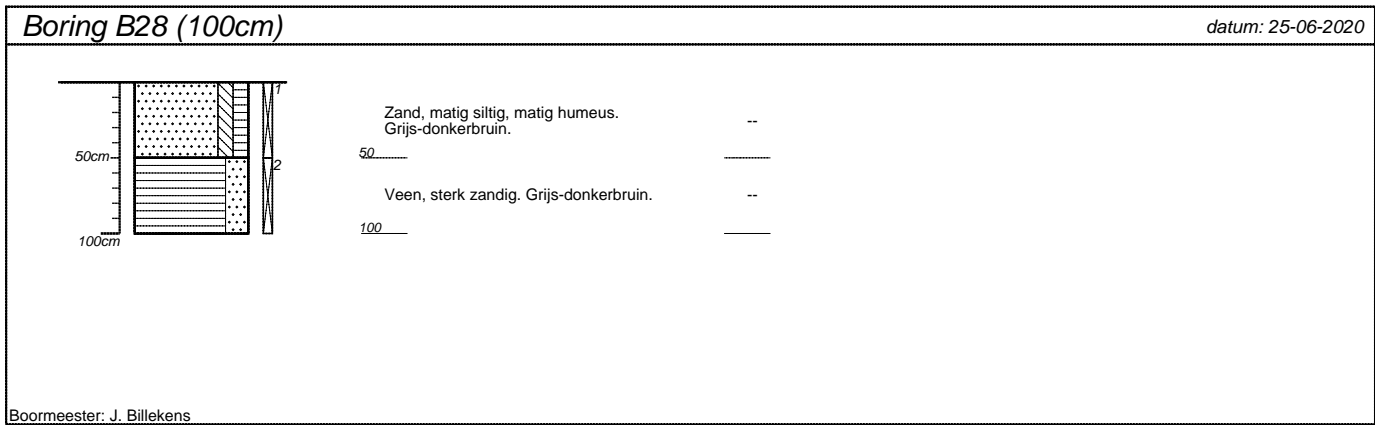 Boring B28 (100cm)
datum: 25-06-2020
1
Zand, matig siltig, matig humeus.
Grijs-donkerbruin.
--
50cm
50
2
Veen, sterk zandig. Grijs-donkerbruin.
--
100
100cm
Boormeester: J. Billekens